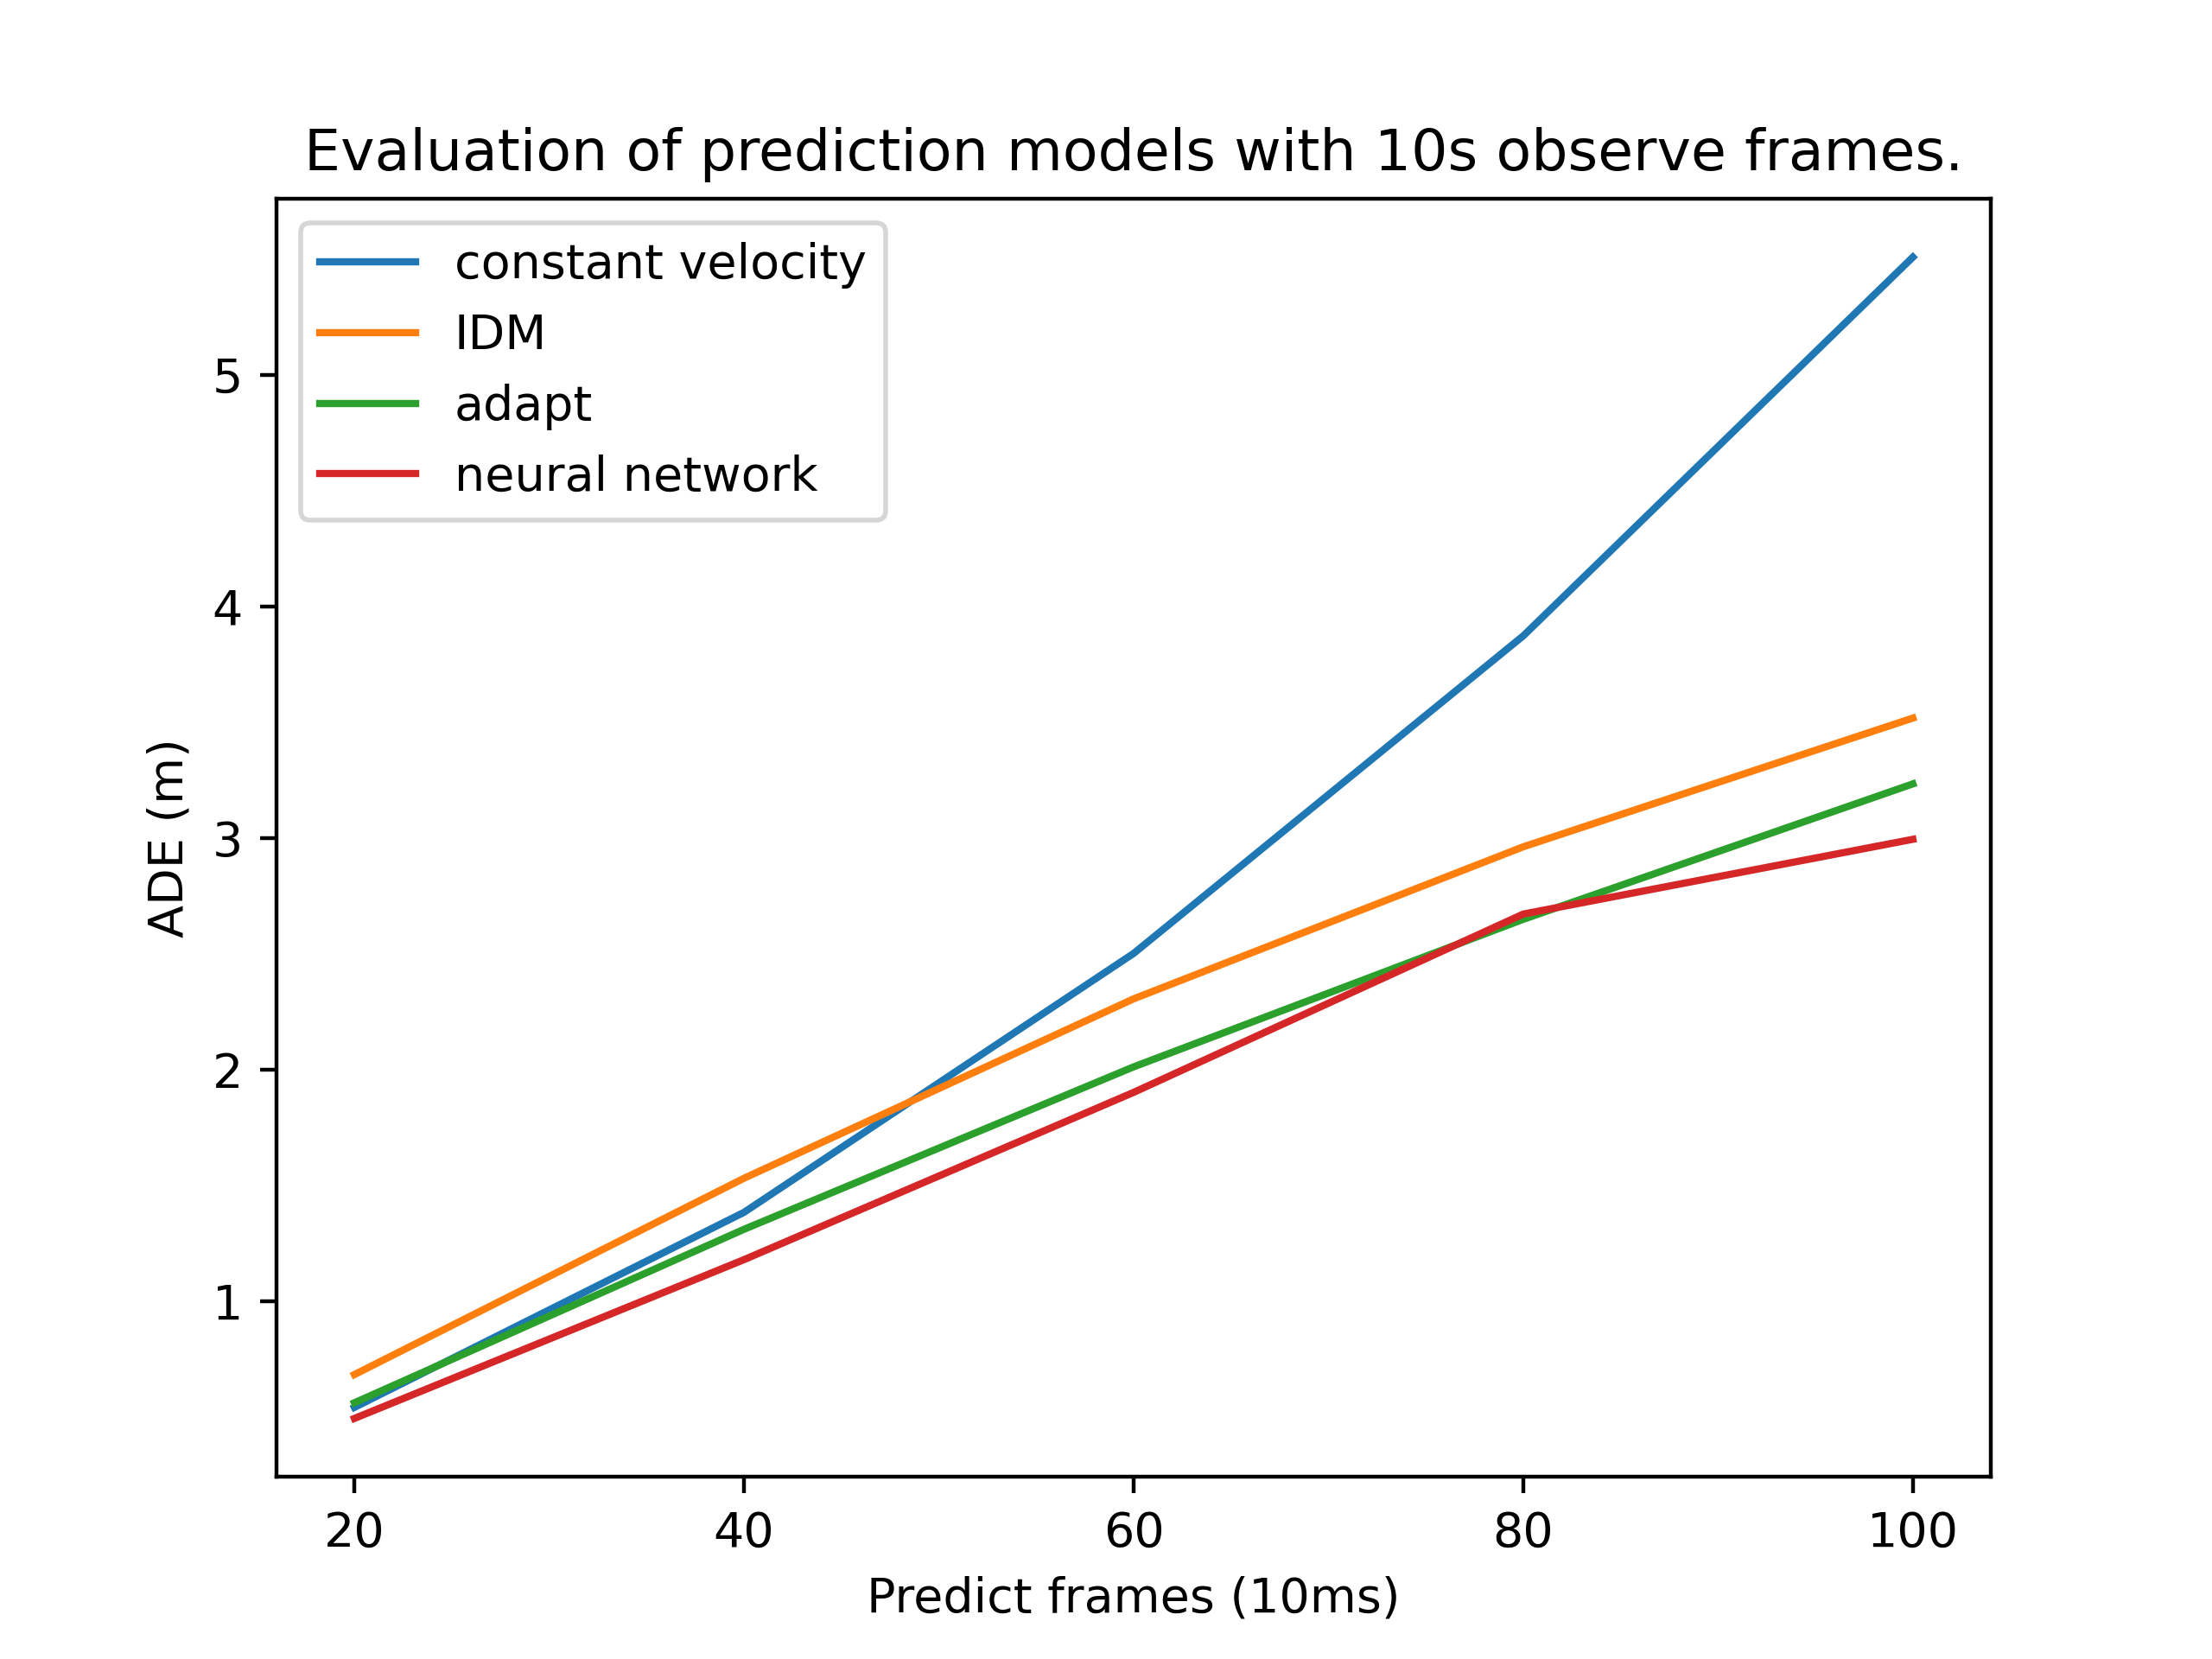 Evaluation of prediction models with 10s observe frames.
constant velocity
IDM
adapt
neural network
5
4
3
2
1
ADE (m)
20 40 60 80 100
Predict frames (10ms)